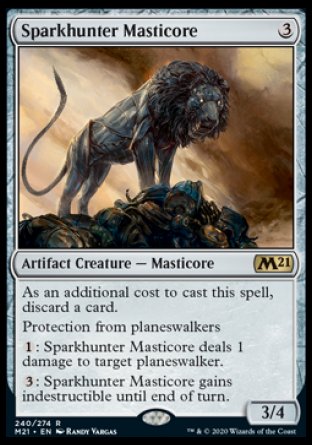 Sparkhunter Masticore 3
Artifact Creature — Masticore M21
As an additional cost to cast this spell,
discard a card.
Protection from planeswalkers
1: Sparkhunter Masticore deals 1
damage to target planeswalker.
3: Sparkhunter Masticore gains
indestructible until end of turn.
3/4
240/274 R
M21 • EN RANDY VARGAS
™ & © 2020 Wizards of the Coast